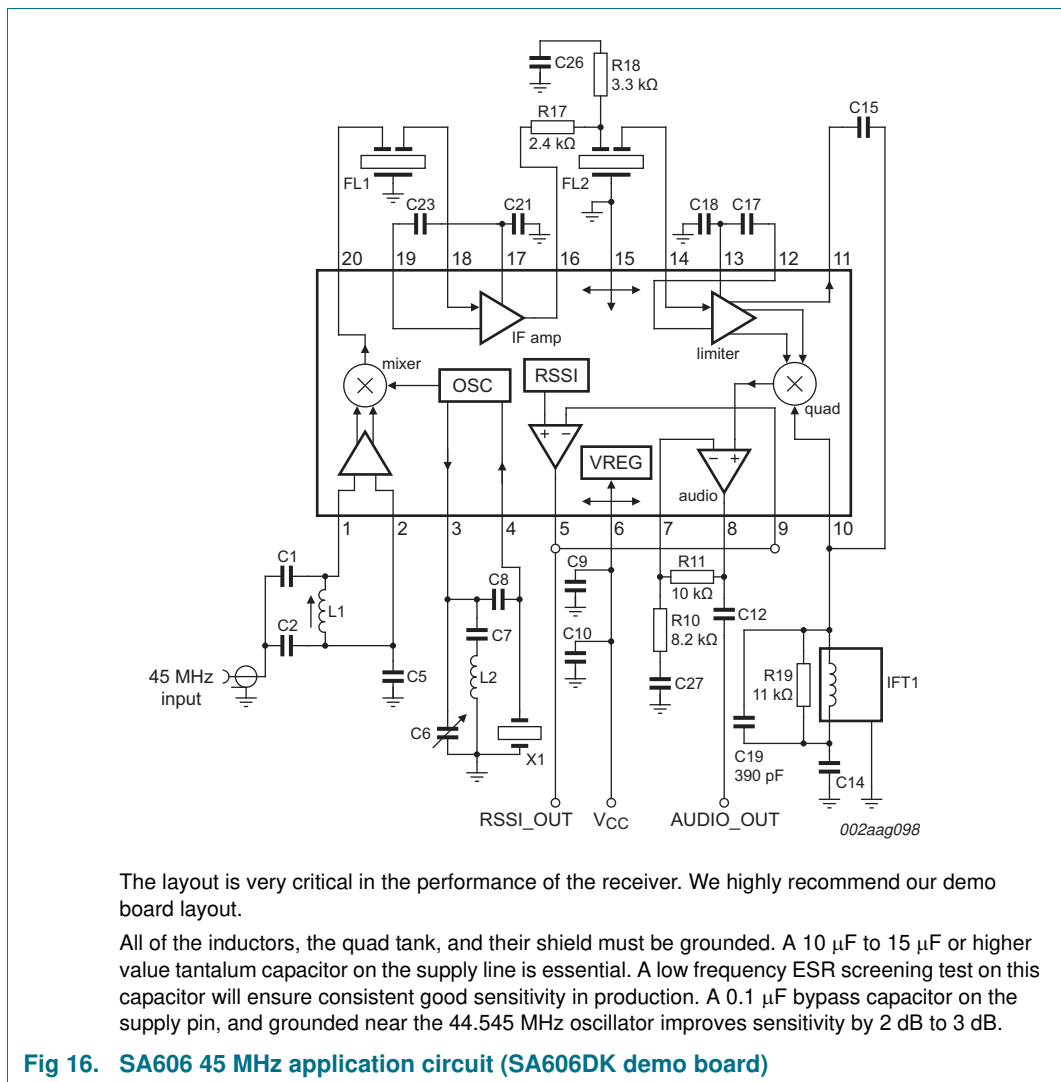 C26
R18
3.3 kΩ
C15
R17
2.4 kΩ
FL1
FL2
C23
C21
C18
C17
20
19
18
17
16
15
14
13
12
11
IF amp
limiter
mixer
OSC
RSSI
quad
+ −
VREG
− +
audio
1
2
3
4
5
6
7
8
9
10
C1
L1
C2
C8
C9
R11
10 kΩ
C7
C10
R10
8.2 kΩ
C12
45 MHz
input
C5
L2
C27
R19
11 kΩ
IFT1
C6
X1
C19
390 pF
C14
RSSI_OUT
VCC
AUDIO_OUT
002aag098
The layout is very critical in the performance of the receiver. We highly recommend our demo
board layout.
All of the inductors, the quad tank, and their shield must be grounded. A 10 μF to 15 μF or higher
value tantalum capacitor on the supply line is essential. A low frequency ESR screening test on this
capacitor will ensure consistent good sensitivity in production. A 0.1 μF bypass capacitor on the
supply pin, and grounded near the 44.545 MHz oscillator improves sensitivity by 2 dB to 3 dB.
Fig 16. SA606 45 MHz application circuit (SA606DK demo board)